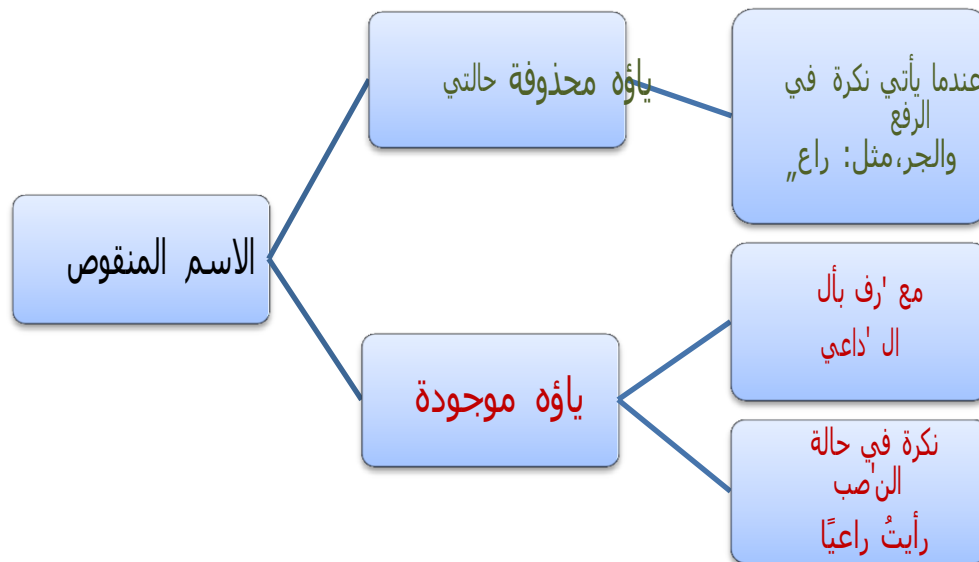 الاسم المنقوص
ياؤه محذوفة حالتي
عندما يأتي نكرة في
الرفع
والجر،مثل: راع„
ياؤه موجودة
مع 'رف بأل
ال 'داعي
نكرة في حالة
الن'صب
رأيتُ راعيًا